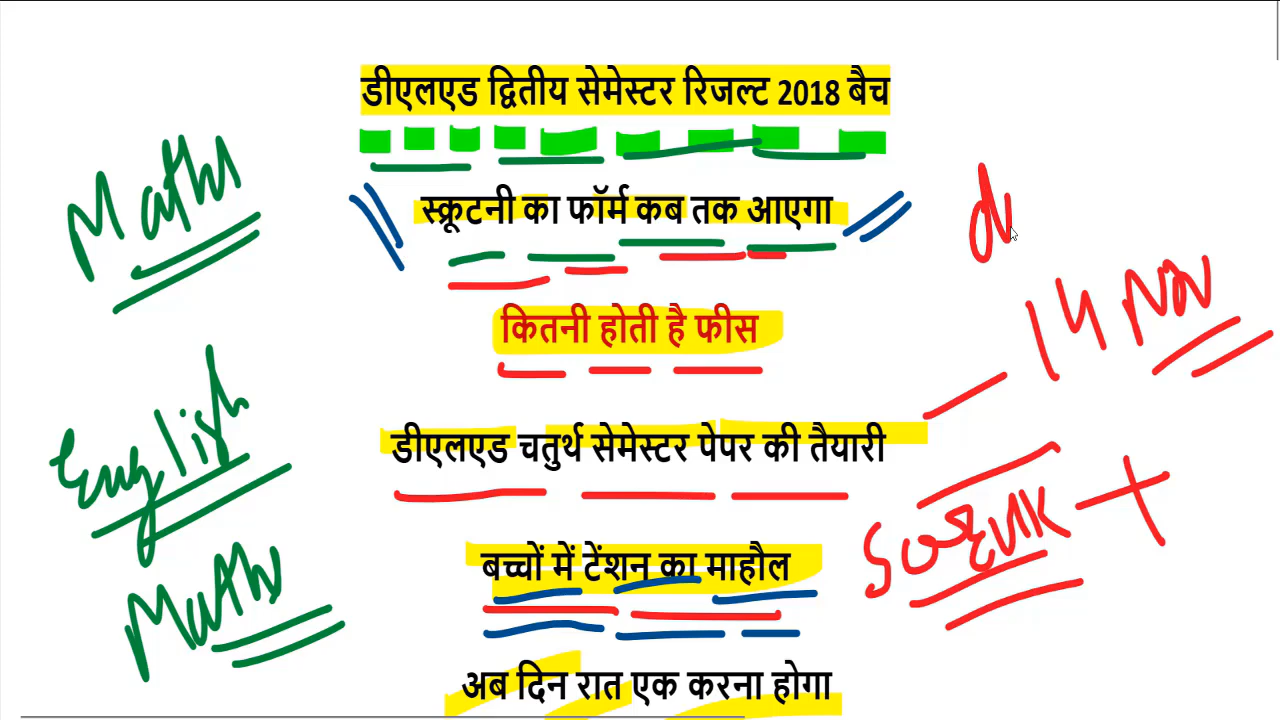 डीएलएड द्वितीय सेमेस्टर रिजल्ट 2018 बैच
Maths
स्क्रूटनी का फॉर्म कब तक आएगा
कितनी होती है फीस
14 Nov
डीएलएड चतुर्थ सेमेस्टर पेपर की तैयारी
English
बच्चों में टेंशन का माहौल
Maths
अब दिन रात एक करना होगा